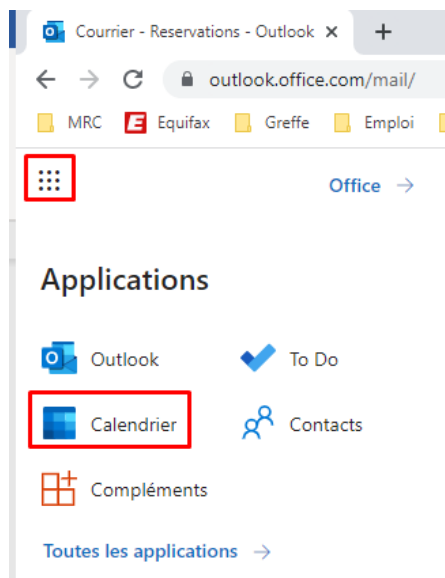 Courrier - Reservations - Outlook
outlook.office.com/mail/
MRC Equifax Greffe Emploi
Office →
Applications
Outlook To Do
Calendrier Contacts
Compléments
Toutes les applications →